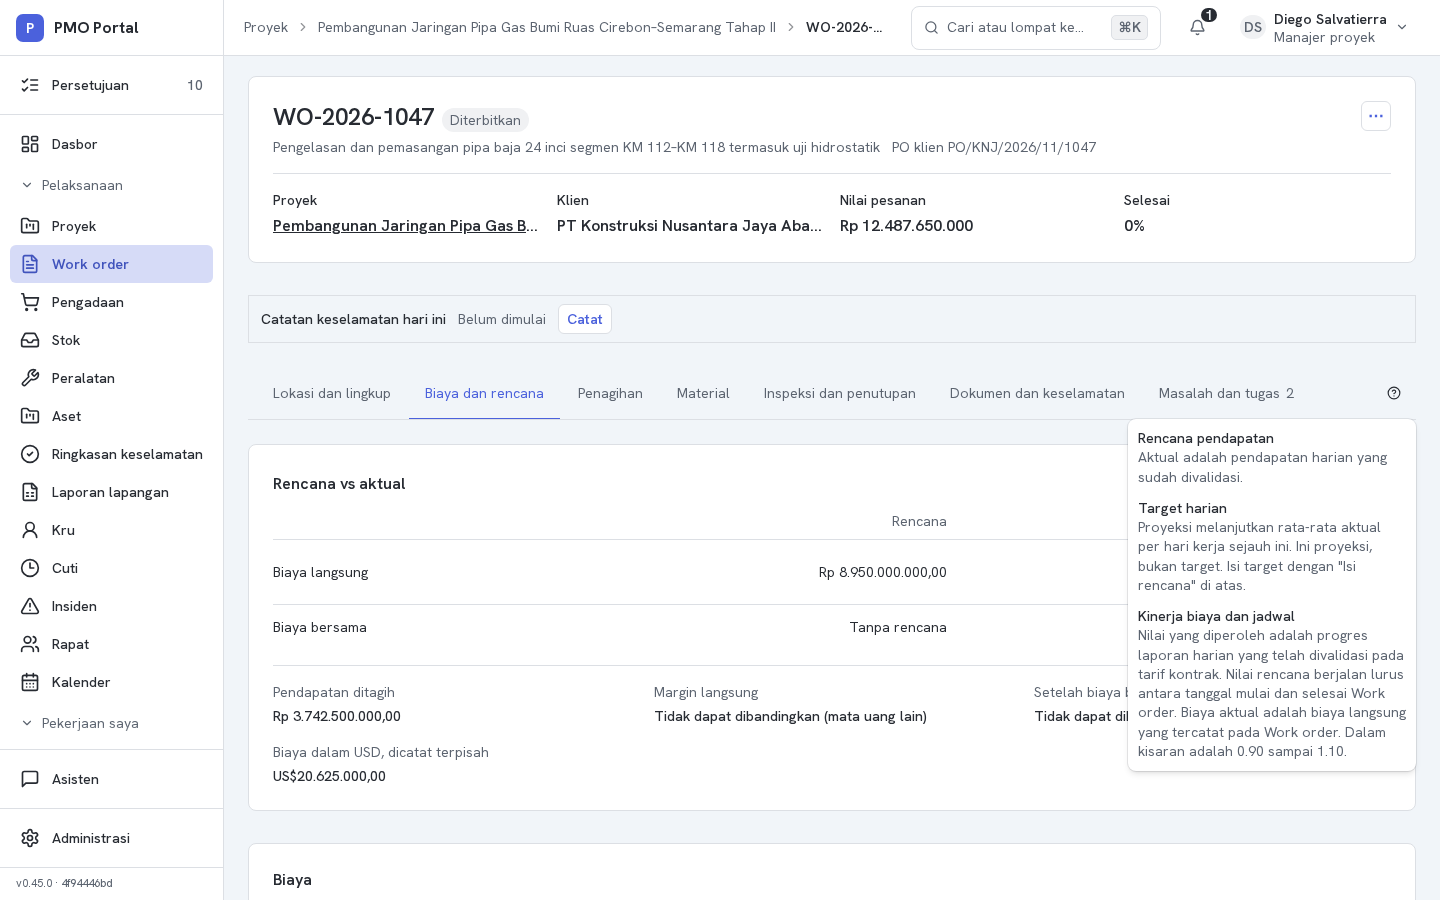 P PMO Portal
Proyek > Pembangunan Jaringan Pipa Gas Bumi Ruas Cirebon–Semarang Tahap II > WO-2026-...
Cari atau lompat ke... ⌘K
1
DS
Diego Salvatierra
Manajer proyek
Persetujuan 10
Dasbor
Pelaksanaan
Proyek
Work order
Pengadaan
Stok
Peralatan
Aset
Ringkasan keselamatan
Laporan lapangan
Kru
Cuti
Insiden
Rapat
Kalender
Pekerjaan saya
Asisten
Administrasi
v0.45.0 · 4f94446bd
WO-2026-1047 Diterbitkan
Pengelasan dan pemasangan pipa baja 24 inci segmen KM 112–KM 118 termasuk uji hidrostatik PO klien PO/KNJ/2026/11/1047
Proyek Klien Nilai pesanan Selesai
Pembangunan Jaringan Pipa Gas B... PT Konstruksi Nusantara Jaya Aba... Rp 12.487.650.000 0%
Catatan keselamatan hari ini Belum dimulai Catat
Lokasi dan lingkup Biaya dan rencana Penagihan Material Inspeksi dan penutupan Dokumen dan keselamatan Masalah dan tugas 2
Rencana vs aktual
Rencana
Biaya langsung Rp 8.950.000.000,00
Biaya bersama Tanpa rencana
Pendapatan ditagih Margin langsung Setelah biaya b
Rp 3.742.500.000,00 Tidak dapat dibandingkan (mata uang lain) Tidak dapat dib
Biaya dalam USD, dicatat terpisah
US$20.625.000,00
Rencana pendapatan
Aktual adalah pendapatan harian yang
sudah divalidasi.
Target harian
Proyeksi melanjutkan rata-rata aktual
per hari kerja sejauh ini. Ini proyeksi,
bukan target. Isi target dengan "Isi
rencana" di atas.
Kinerja biaya dan jadwal
Nilai yang diperoleh adalah progres
laporan harian yang telah divalidasi pada
tarif kontrak. Nilai rencana berjalan lurus
antara tanggal mulai dan selesai Work
order. Biaya aktual adalah biaya langsung
yang tercatat pada Work order. Dalam
kisaran adalah 0.90 sampai 1.10.
Biaya